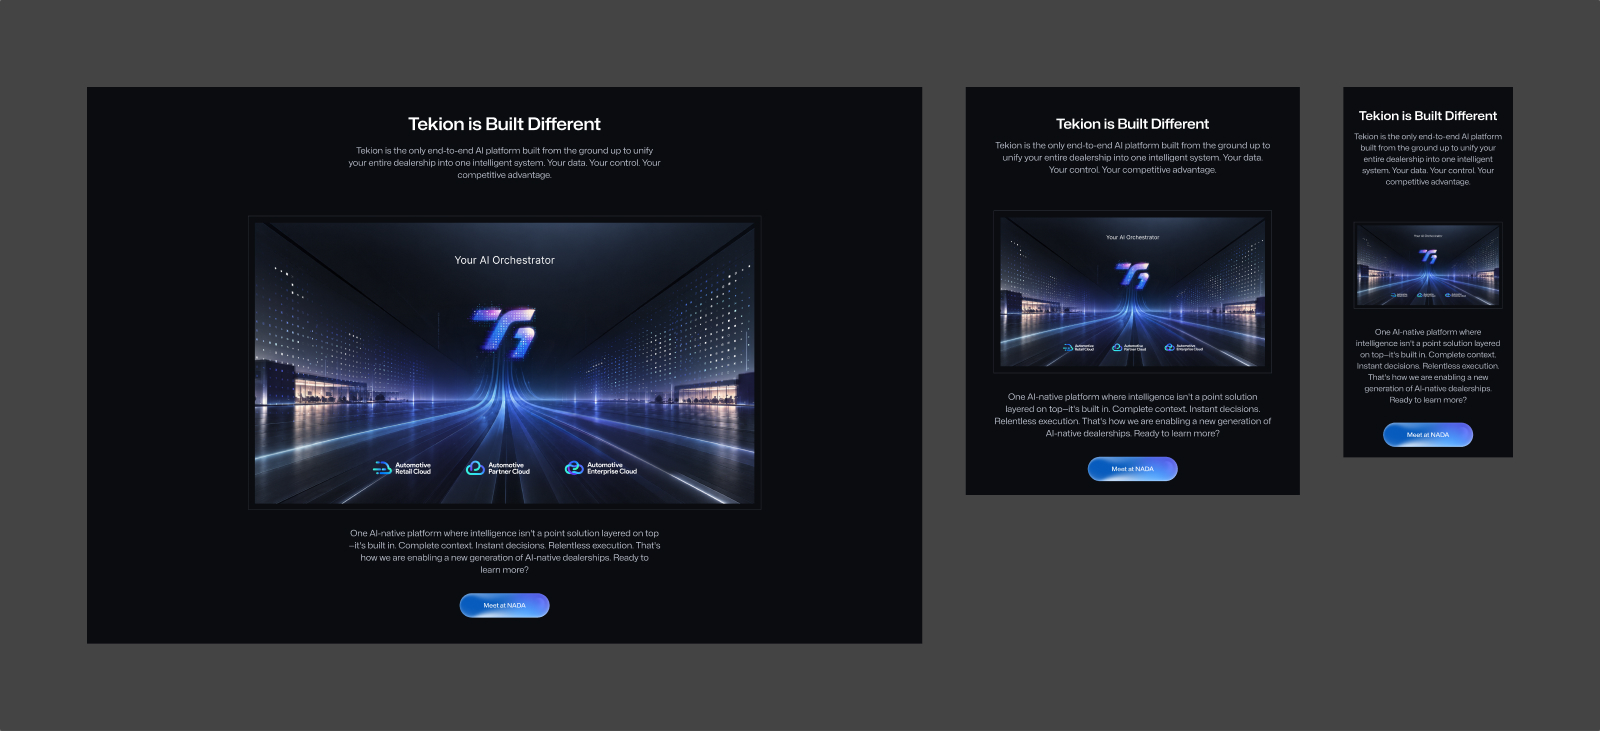 Tekion is Built Different
Tekion is the only end-to-end AI platform built from the ground up to unify
your entire dealership into one intelligent system. Your data. Your control. Your
competitive advantage.
Your AI Orchestrator
Automotive
Retail Cloud
Automotive
Partner Cloud
Automotive
Enterprise Cloud
One AI-native platform where intelligence isn't a point solution layered on top
—it's built in. Complete context. Instant decisions. Relentless execution. That's
how we are enabling a new generation of AI-native dealerships. Ready to
learn more?
Meet at NADA
Tekion is Built Different
Tekion is the only end-to-end AI platform built from the ground up to
unify your entire dealership into one intelligent system. Your data.
Your control. Your competitive advantage.
Your AI Orchestrator
Automotive
Retail Cloud
Automotive
Partner Cloud
Automotive
Enterprise Cloud
One AI-native platform where intelligence isn't a point solution
layered on top—it's built in. Complete context. Instant decisions.
Relentless execution. That's how we are enabling a new generation of
AI-native dealerships. Ready to learn more?
Meet at NADA
Tekion is Built Different
Tekion is the only end-to-end AI platform
built from the ground up to unify your
entire dealership into one intelligent
system. Your data. Your control. Your
competitive advantage.
Your AI Orchestrator
One AI-native platform where
intelligence isn't a point solution layered
on top—it's built in. Complete context.
Instant decisions. Relentless execution.
That's how we are enabling a new
generation of AI-native dealerships.
Ready to learn more?
Meet at NADA